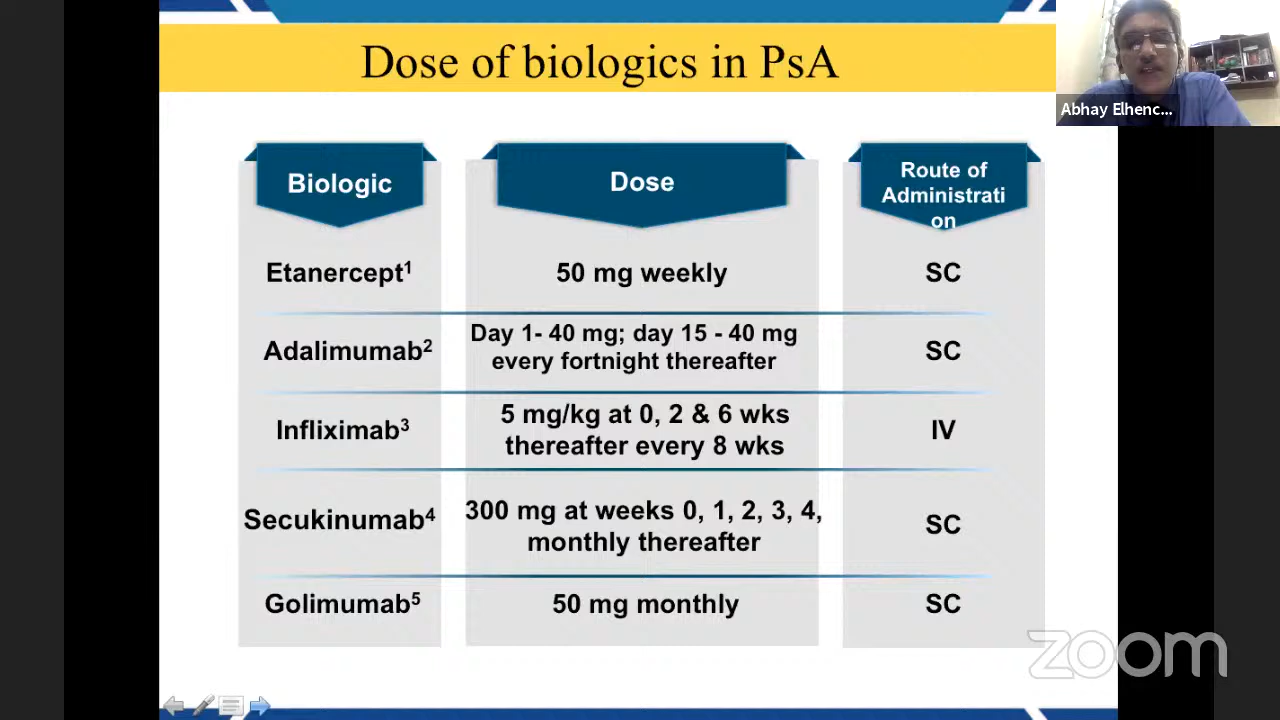 Dose of biologics in PsA
Abhay Elhenc...
Biologic
Dose
Route of
Administrati
on
Etanercept1
50 mg weekly
SC
Adalimumab2
Day 1- 40 mg; day 15 - 40 mg
every fortnight thereafter
SC
Infliximab3
5 mg/kg at 0, 2 & 6 wks
thereafter every 8 wks
IV
Secukinumab4
300 mg at weeks 0, 1, 2, 3, 4,
monthly thereafter
SC
Golimumab5
50 mg monthly
SC
zoom